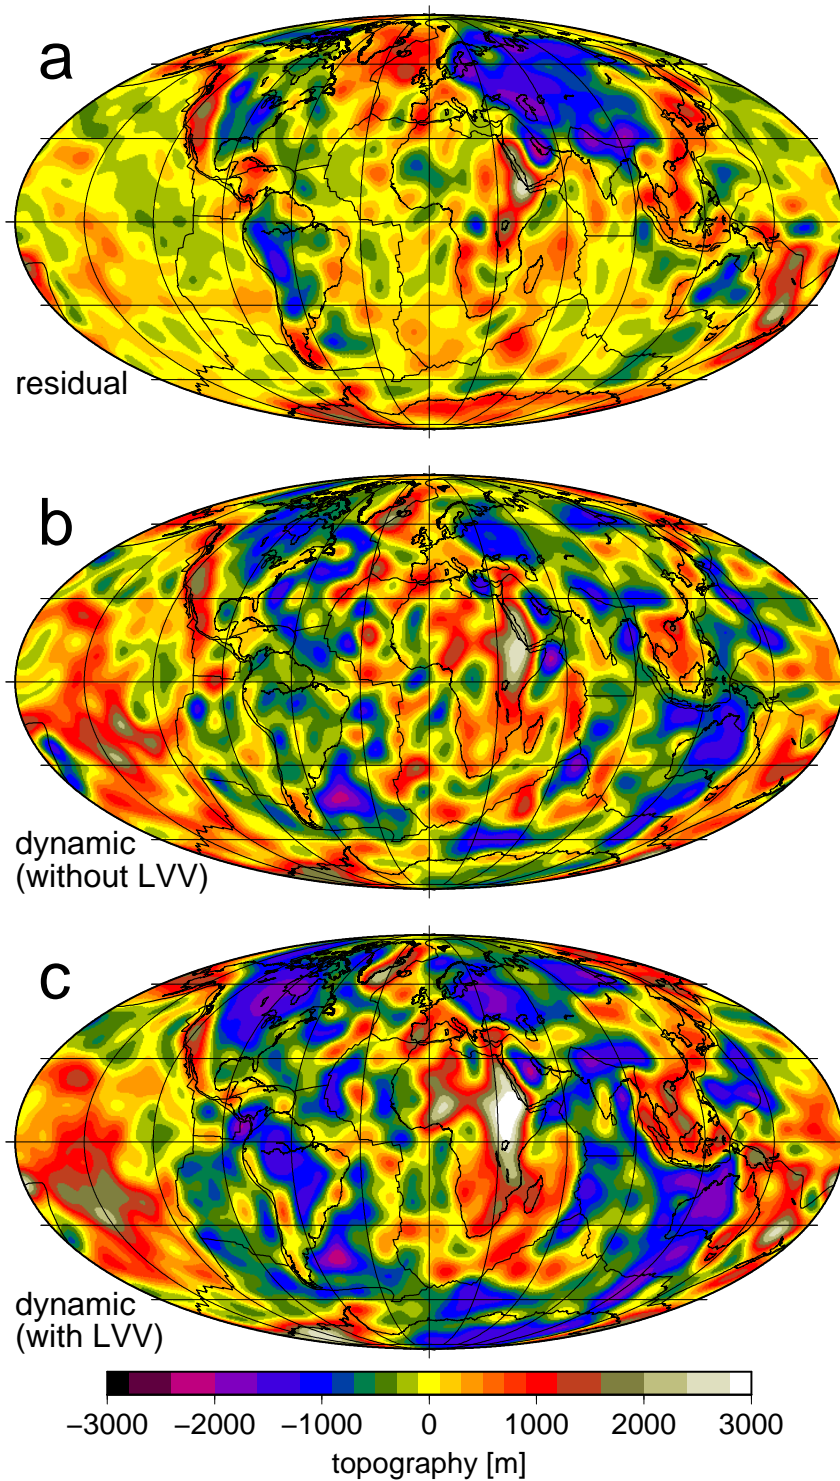 a
residual
b
dynamic
(without LVV)
c
dynamic
(with LVV)
−3000 −2000 −1000 0 1000 2000 3000
topography [m]